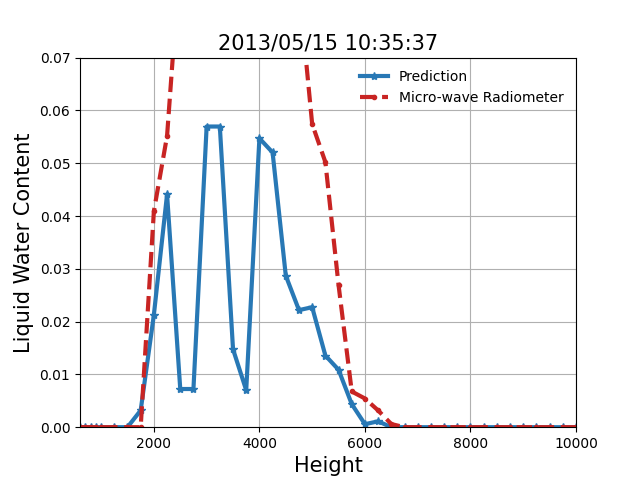 2013/05/15 10:35:37
Prediction
Micro-wave Radiometer
Liquid Water Content
0.07
0.06
0.05
0.04
0.03
0.02
0.01
0.00
2000 4000 6000 8000 10000
Height